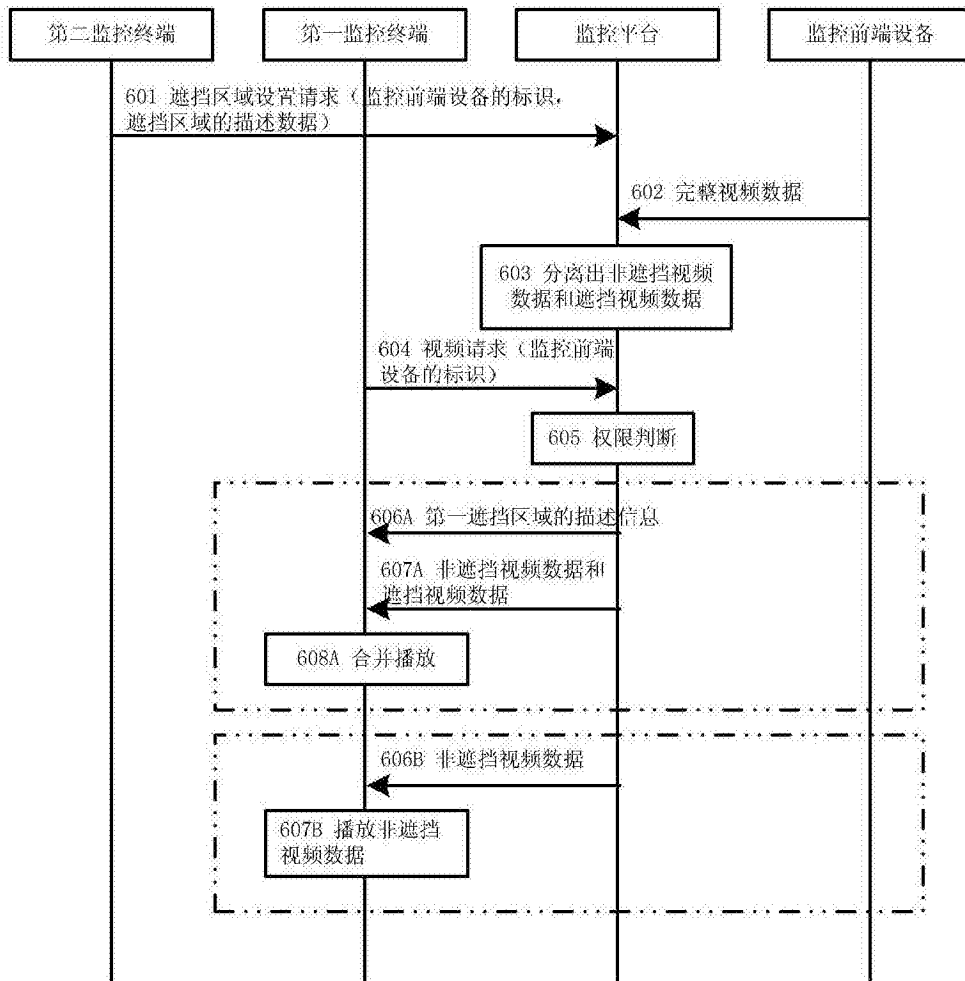 第二监控终端
第一监控终端
监控平台
监控前端设备
601 遮挡区域设置请求（监控前端设备的标识，
遮挡区域的描述数据）
602 完整视频数据
603 分离出非遮挡视频
数据和遮挡视频数据
604 视频请求（监控前端
设备的标识）
605 权限判断
606A 第一遮挡区域的描述信息
607A 非遮挡视频数据和
遮挡视频数据
608A 合并播放
606B 非遮挡视频数据
607B 播放非遮挡
视频数据